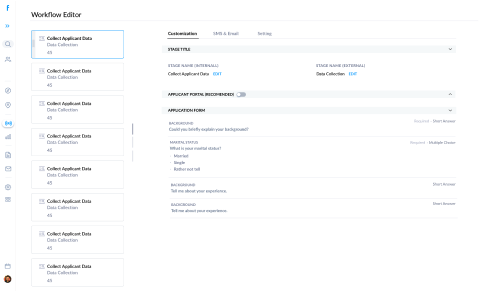 Workflow Editor
Collect Applicant Data
Data Collection
45
Collect Applicant Data
Data Collection
45
Collect Applicant Data
Data Collection
45
Collect Applicant Data
Data Collection
45
Collect Applicant Data
Data Collection
45
Collect Applicant Data
Data Collection
45
Collect Applicant Data
Data Collection
45
Collect Applicant Data
Data Collection
45
Customization
SMS & Email
Setting
STAGE TITLE
STAGE NAME (INTERNAL)
STAGE NAME (EXTERNAL)
Collect Applicant Data EDIT
Data Collection EDIT
APPLICANT PORTAL (RECOMENDED)
APPLICATION FORM
BACKGROUND
Required - Short Answer
Could you briefly explain your background?
MARITAL STATUS
Required - Multiple Choice
What is your marital status?
Married
Single
Rather not tell
BACKGROUND
Short Answer
Tell me about your experience.
BACKGROUND
Short Answer
Tell me about your experience.